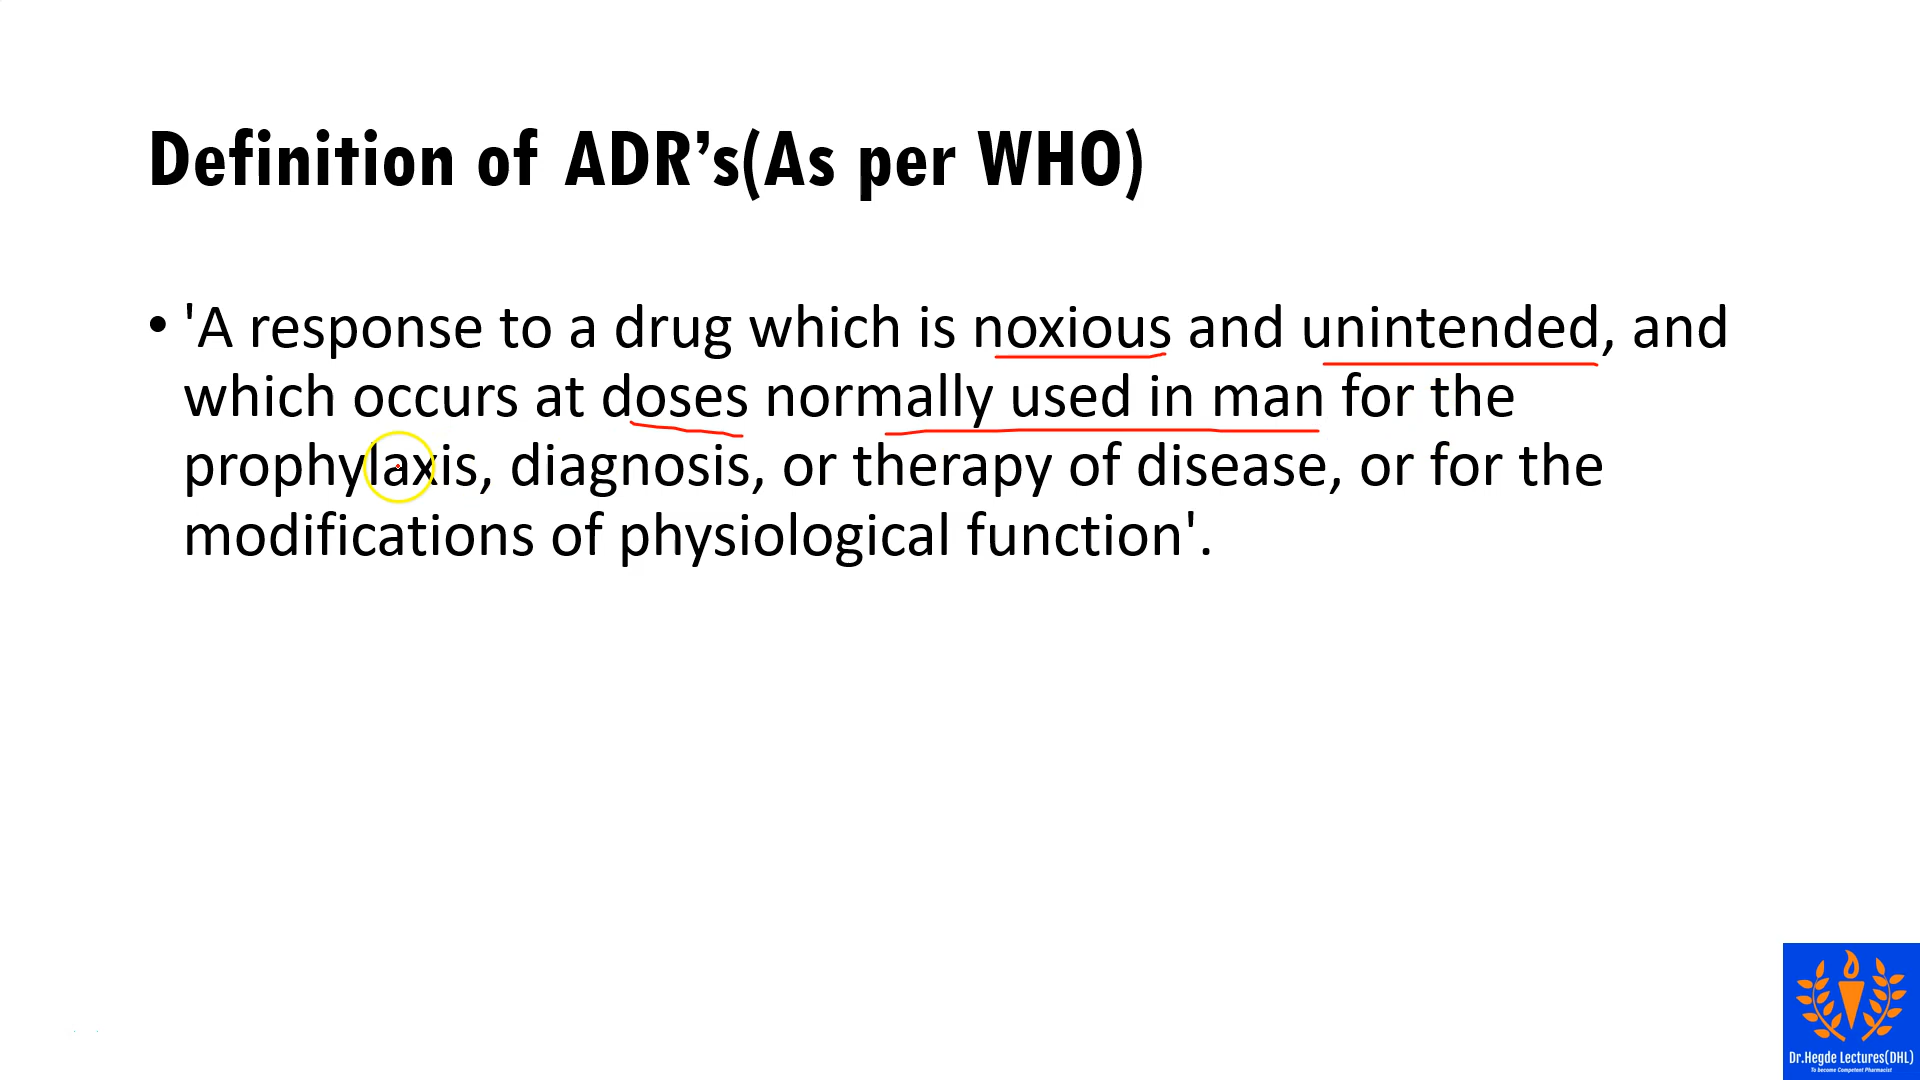 Definition of ADR’s(As per WHO)
• 'A response to a drug which is noxious and unintended, and
which occurs at doses normally used in man for the
prophylaxis, diagnosis, or therapy of disease, or for the
modifications of physiological function'.
Dr.Hegde Lectures(DHL)
To become Competent Pharmacist